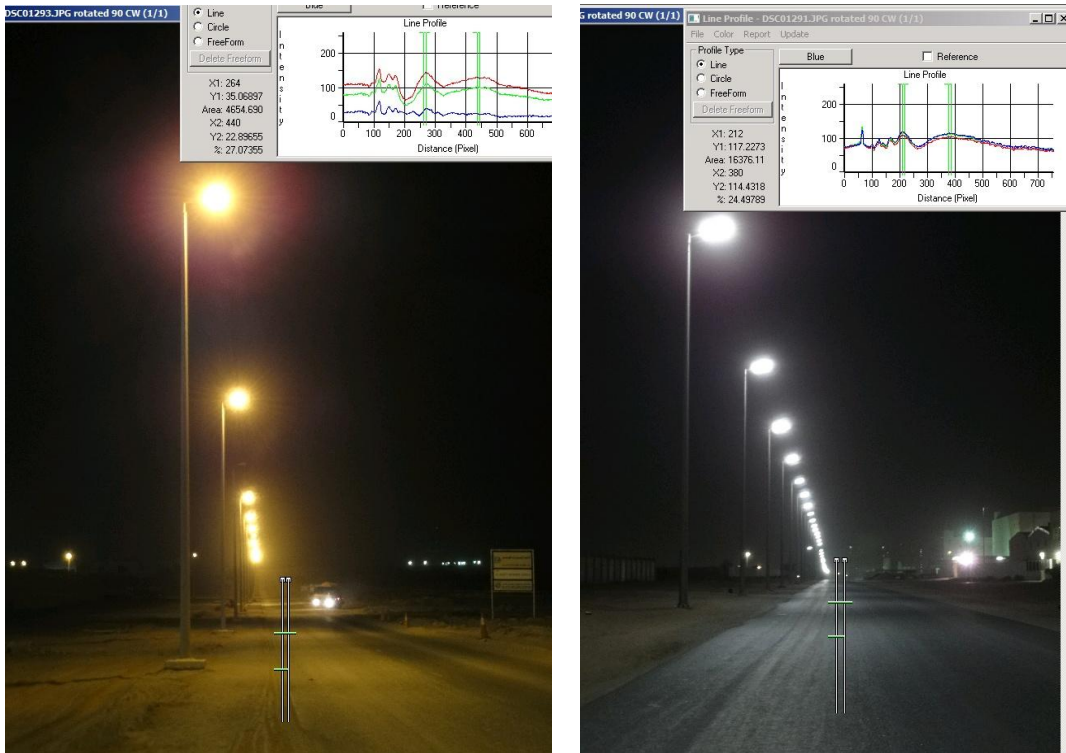 DSC01293.JPG rotated 90 CW (1/1)
Line
Circle
FreeForm
Delete Freeform
X1: 264
Y1: 35.06897
Area: 4654.690
X2: 440
Y2: 22.89655
%: 27.07355
Blue
Reference
Line Profile
Intensity
200
100
0
0 100 200 300 400 500 600
Distance (Pixel)
G rotated 90 CW (1/1)
Line Profile - DSC01291.JPG rotated 90 CW (1/1)
File Color Report Update
Profile Type
Line
Circle
FreeForm
Delete Freeform
X1: 212
Y1: 117.2273
Area: 16376.11
X2: 380
Y2: 114.4318
%: 24.49789
Blue
Reference
Line Profile
Intensity
200
100
0
0 100 200 300 400 500 600 700
Distance (Pixel)